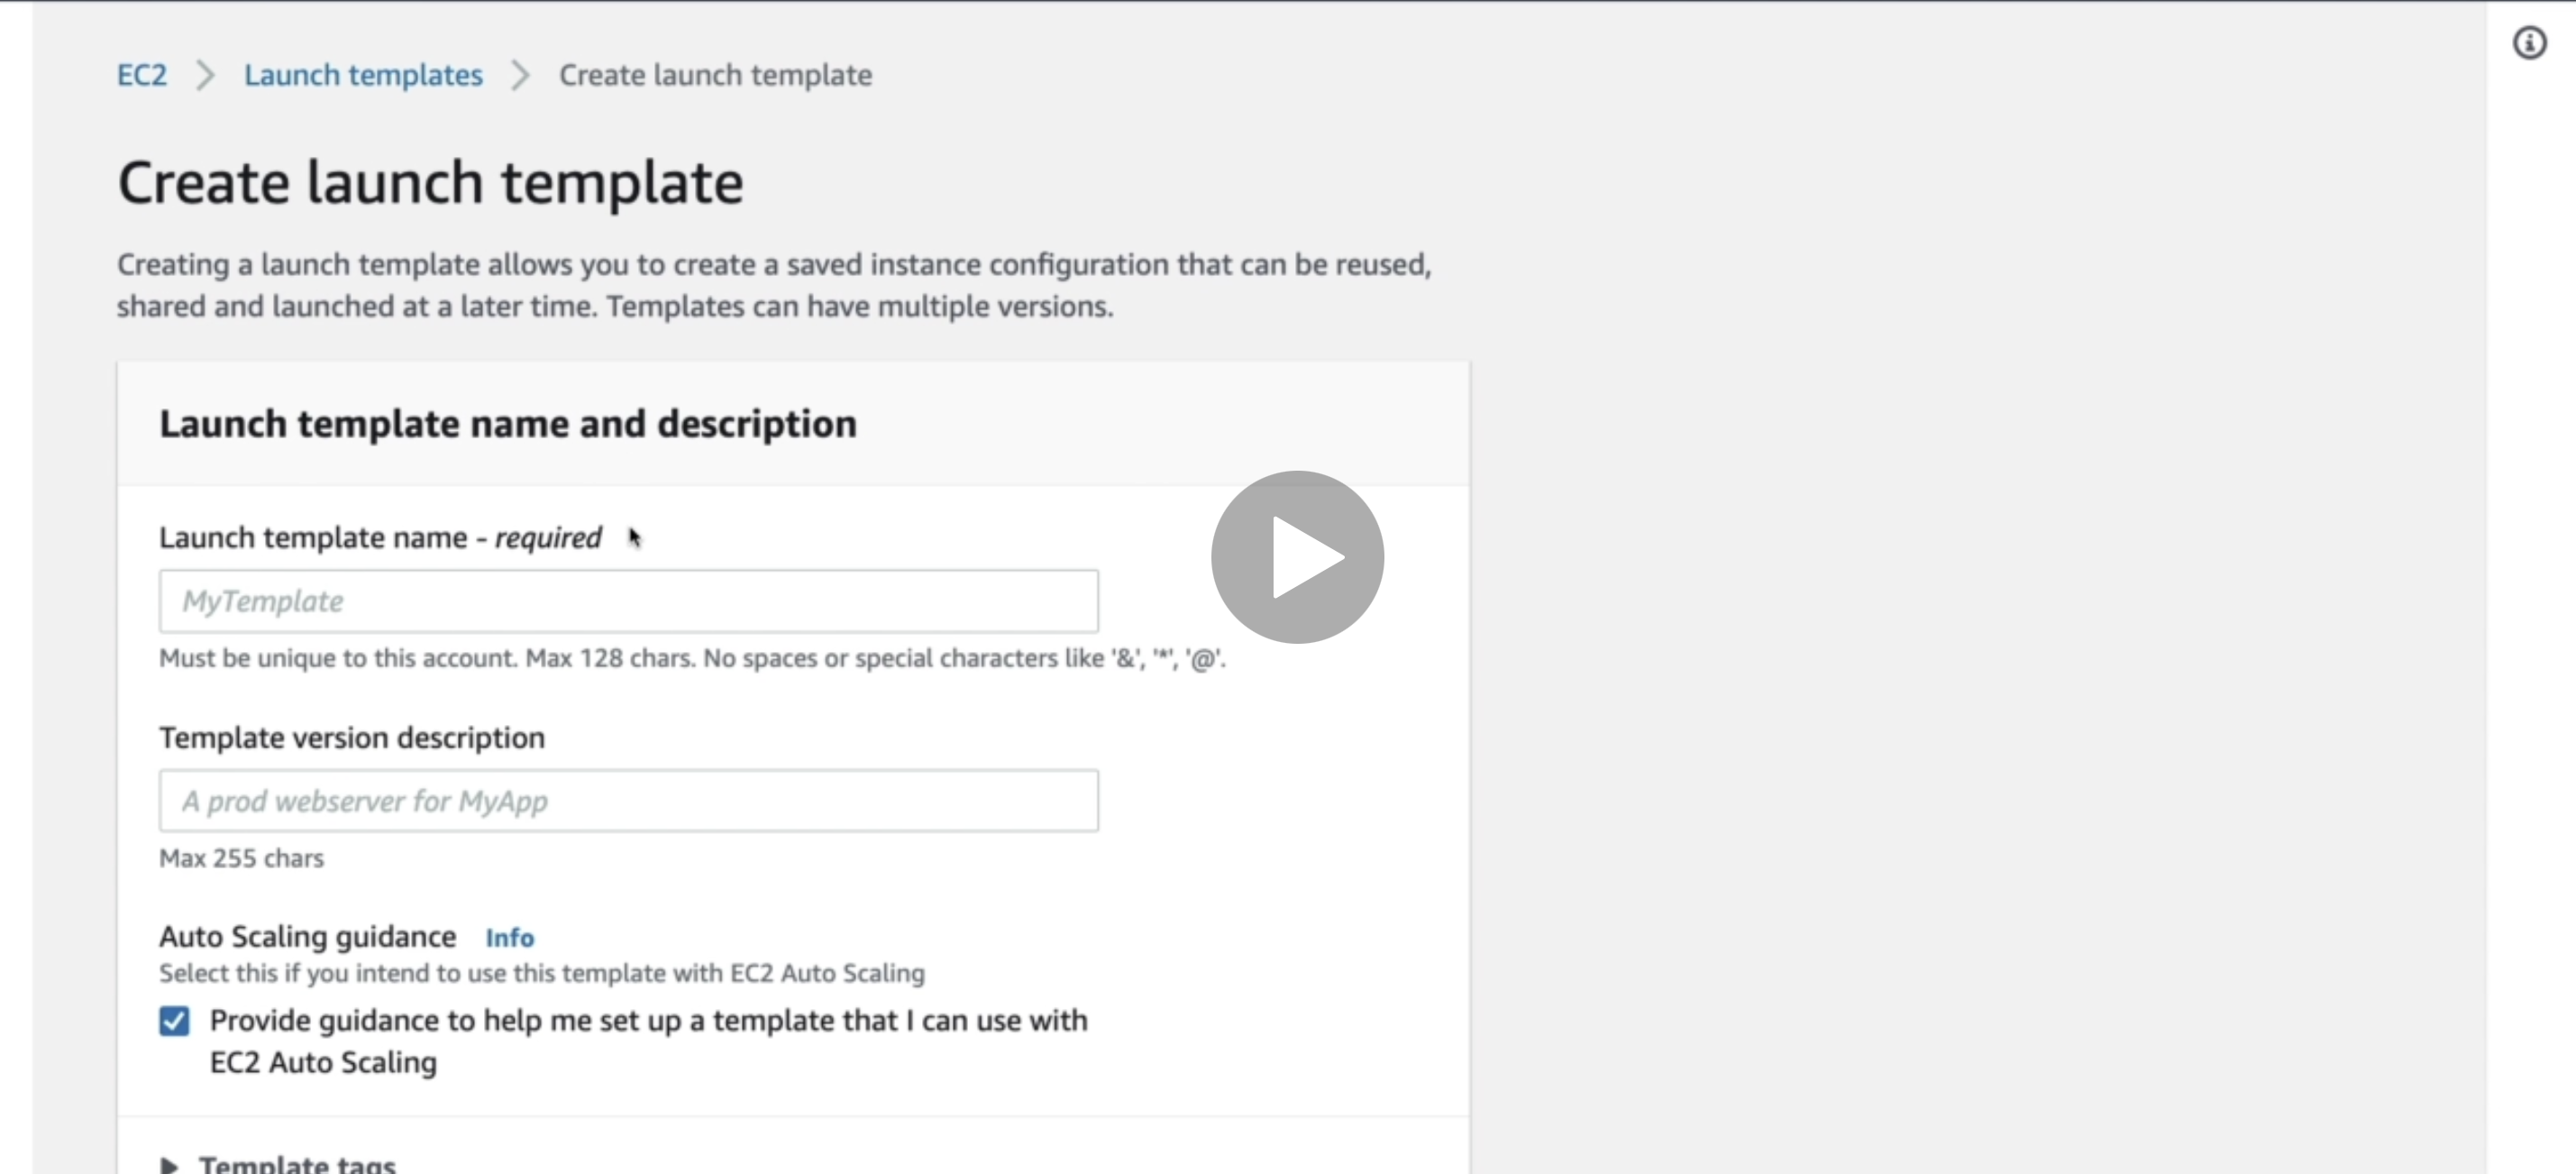 EC2 > Launch templates > Create launch template
Create launch template
Creating a launch template allows you to create a saved instance configuration that can be reused,
shared and launched at a later time. Templates can have multiple versions.
Launch template name and description
Launch template name - required
MyTemplate
Must be unique to this account. Max 128 chars. No spaces or special characters like '&', '*', '@'.
Template version description
A prod webserver for MyApp
Max 255 chars
Auto Scaling guidance Info
Select this if you intend to use this template with EC2 Auto Scaling
Provide guidance to help me set up a template that I can use with
EC2 Auto Scaling
Template tags